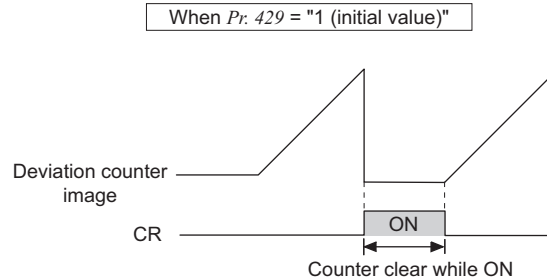 When Pr. 429 = "1 (initial value)"
Deviation counter
image
ON
CR
Counter clear while ON